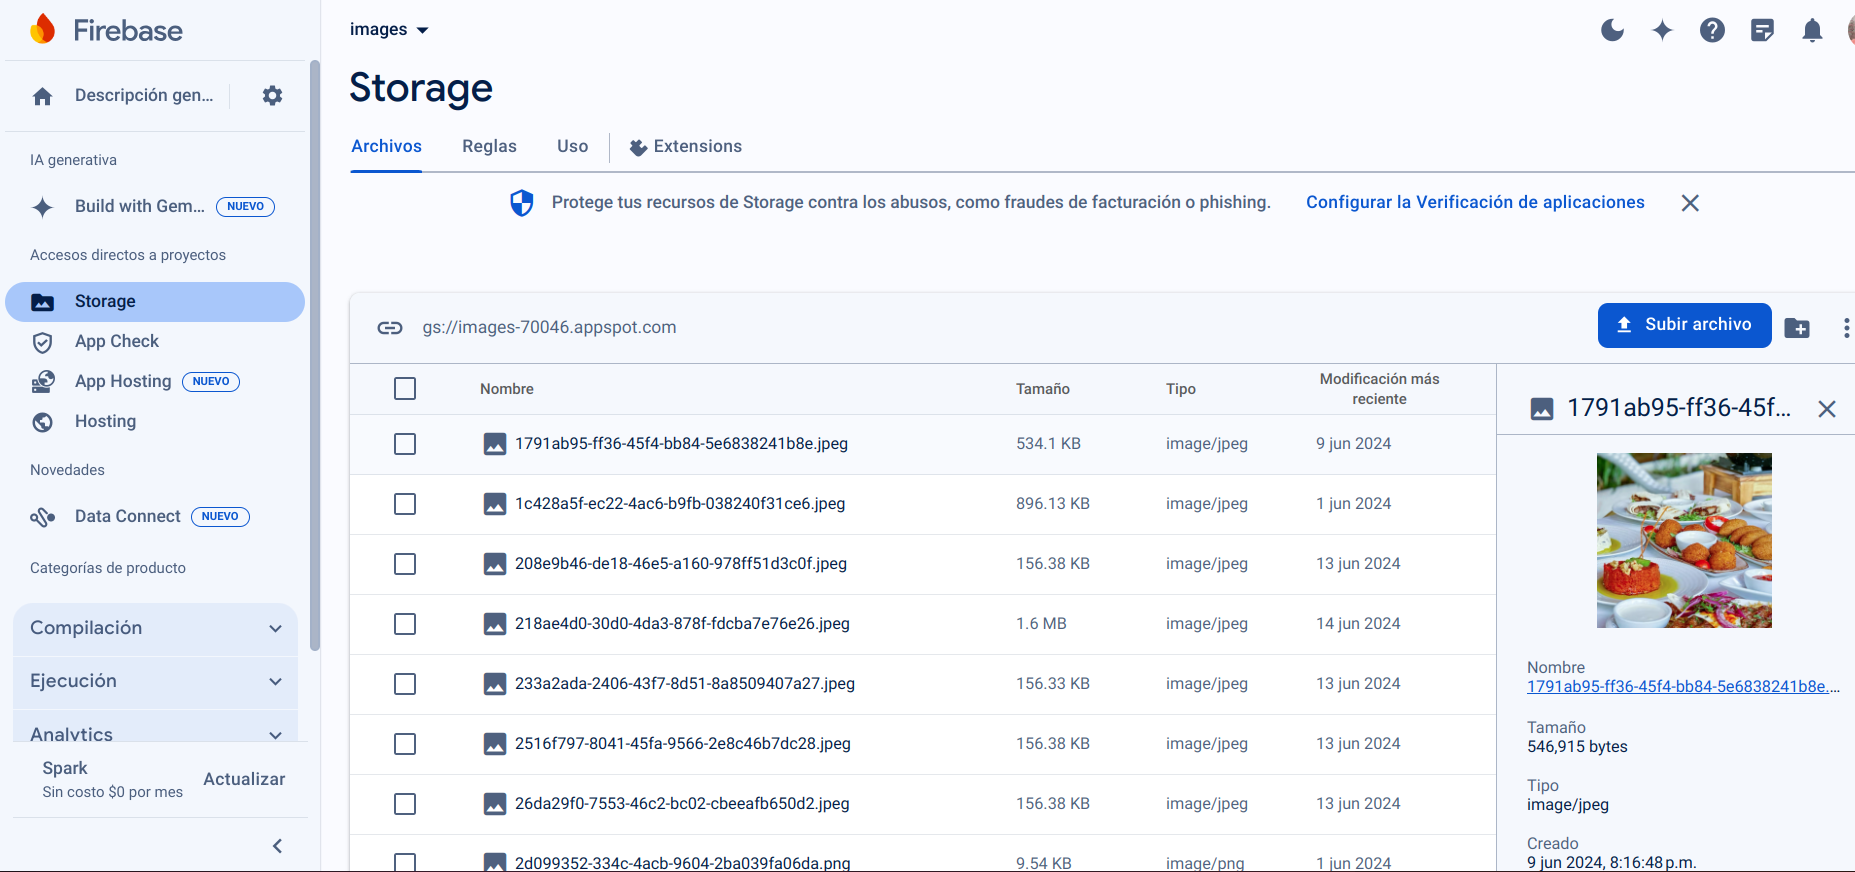 Firebase
Descripción gen...
IA generativa
Build with Gem... NUEVO
Accesos directos a proyectos
Storage
App Check
App Hosting NUEVO
Hosting
Novedades
Data Connect NUEVO
Categorías de producto
Compilación
Ejecución
Analytics
Spark
Sin costo $0 por mes
Actualizar
images
Storage
Archivos Reglas Uso Extensions
Protege tus recursos de Storage contra los abusos, como fraudes de facturación o phishing. Configurar la Verificación de aplicaciones
gs://images-70046.appspot.com
Subir archivo
Nombre Tamaño Tipo Modificación más reciente
1791ab95-ff36-45f4-bb84-5e6838241b8e.jpeg 534.1 KB image/jpeg 9 jun 2024
1c428a5f-ec22-4ac6-b9fb-038240f31ce6.jpeg 896.13 KB image/jpeg 1 jun 2024
208e9b46-de18-46e5-a160-978ff51d3c0f.jpeg 156.38 KB image/jpeg 13 jun 2024
218ae4d0-30d0-4da3-878f-fdcba7e76e26.jpeg 1.6 MB image/jpeg 14 jun 2024
233a2ada-2406-43f7-8d51-8a8509407a27.jpeg 156.33 KB image/jpeg 13 jun 2024
2516f797-8041-45fa-9566-2e8c46b7dc28.jpeg 156.38 KB image/jpeg 13 jun 2024
26da29f0-7553-46c2-bc02-cbeeafb650d2.jpeg 156.38 KB image/jpeg 13 jun 2024
2d099352-334c-4acb-9604-2ba039fa06da.png 9.54 KB image/png 1 jun 2024
1791ab95-ff36-45f...
Nombre
1791ab95-ff36-45f4-bb84-5e6838241b8e....
Tamaño
546,915 bytes
Tipo
image/jpeg
Creado
9 jun 2024, 8:16:48 p.m.